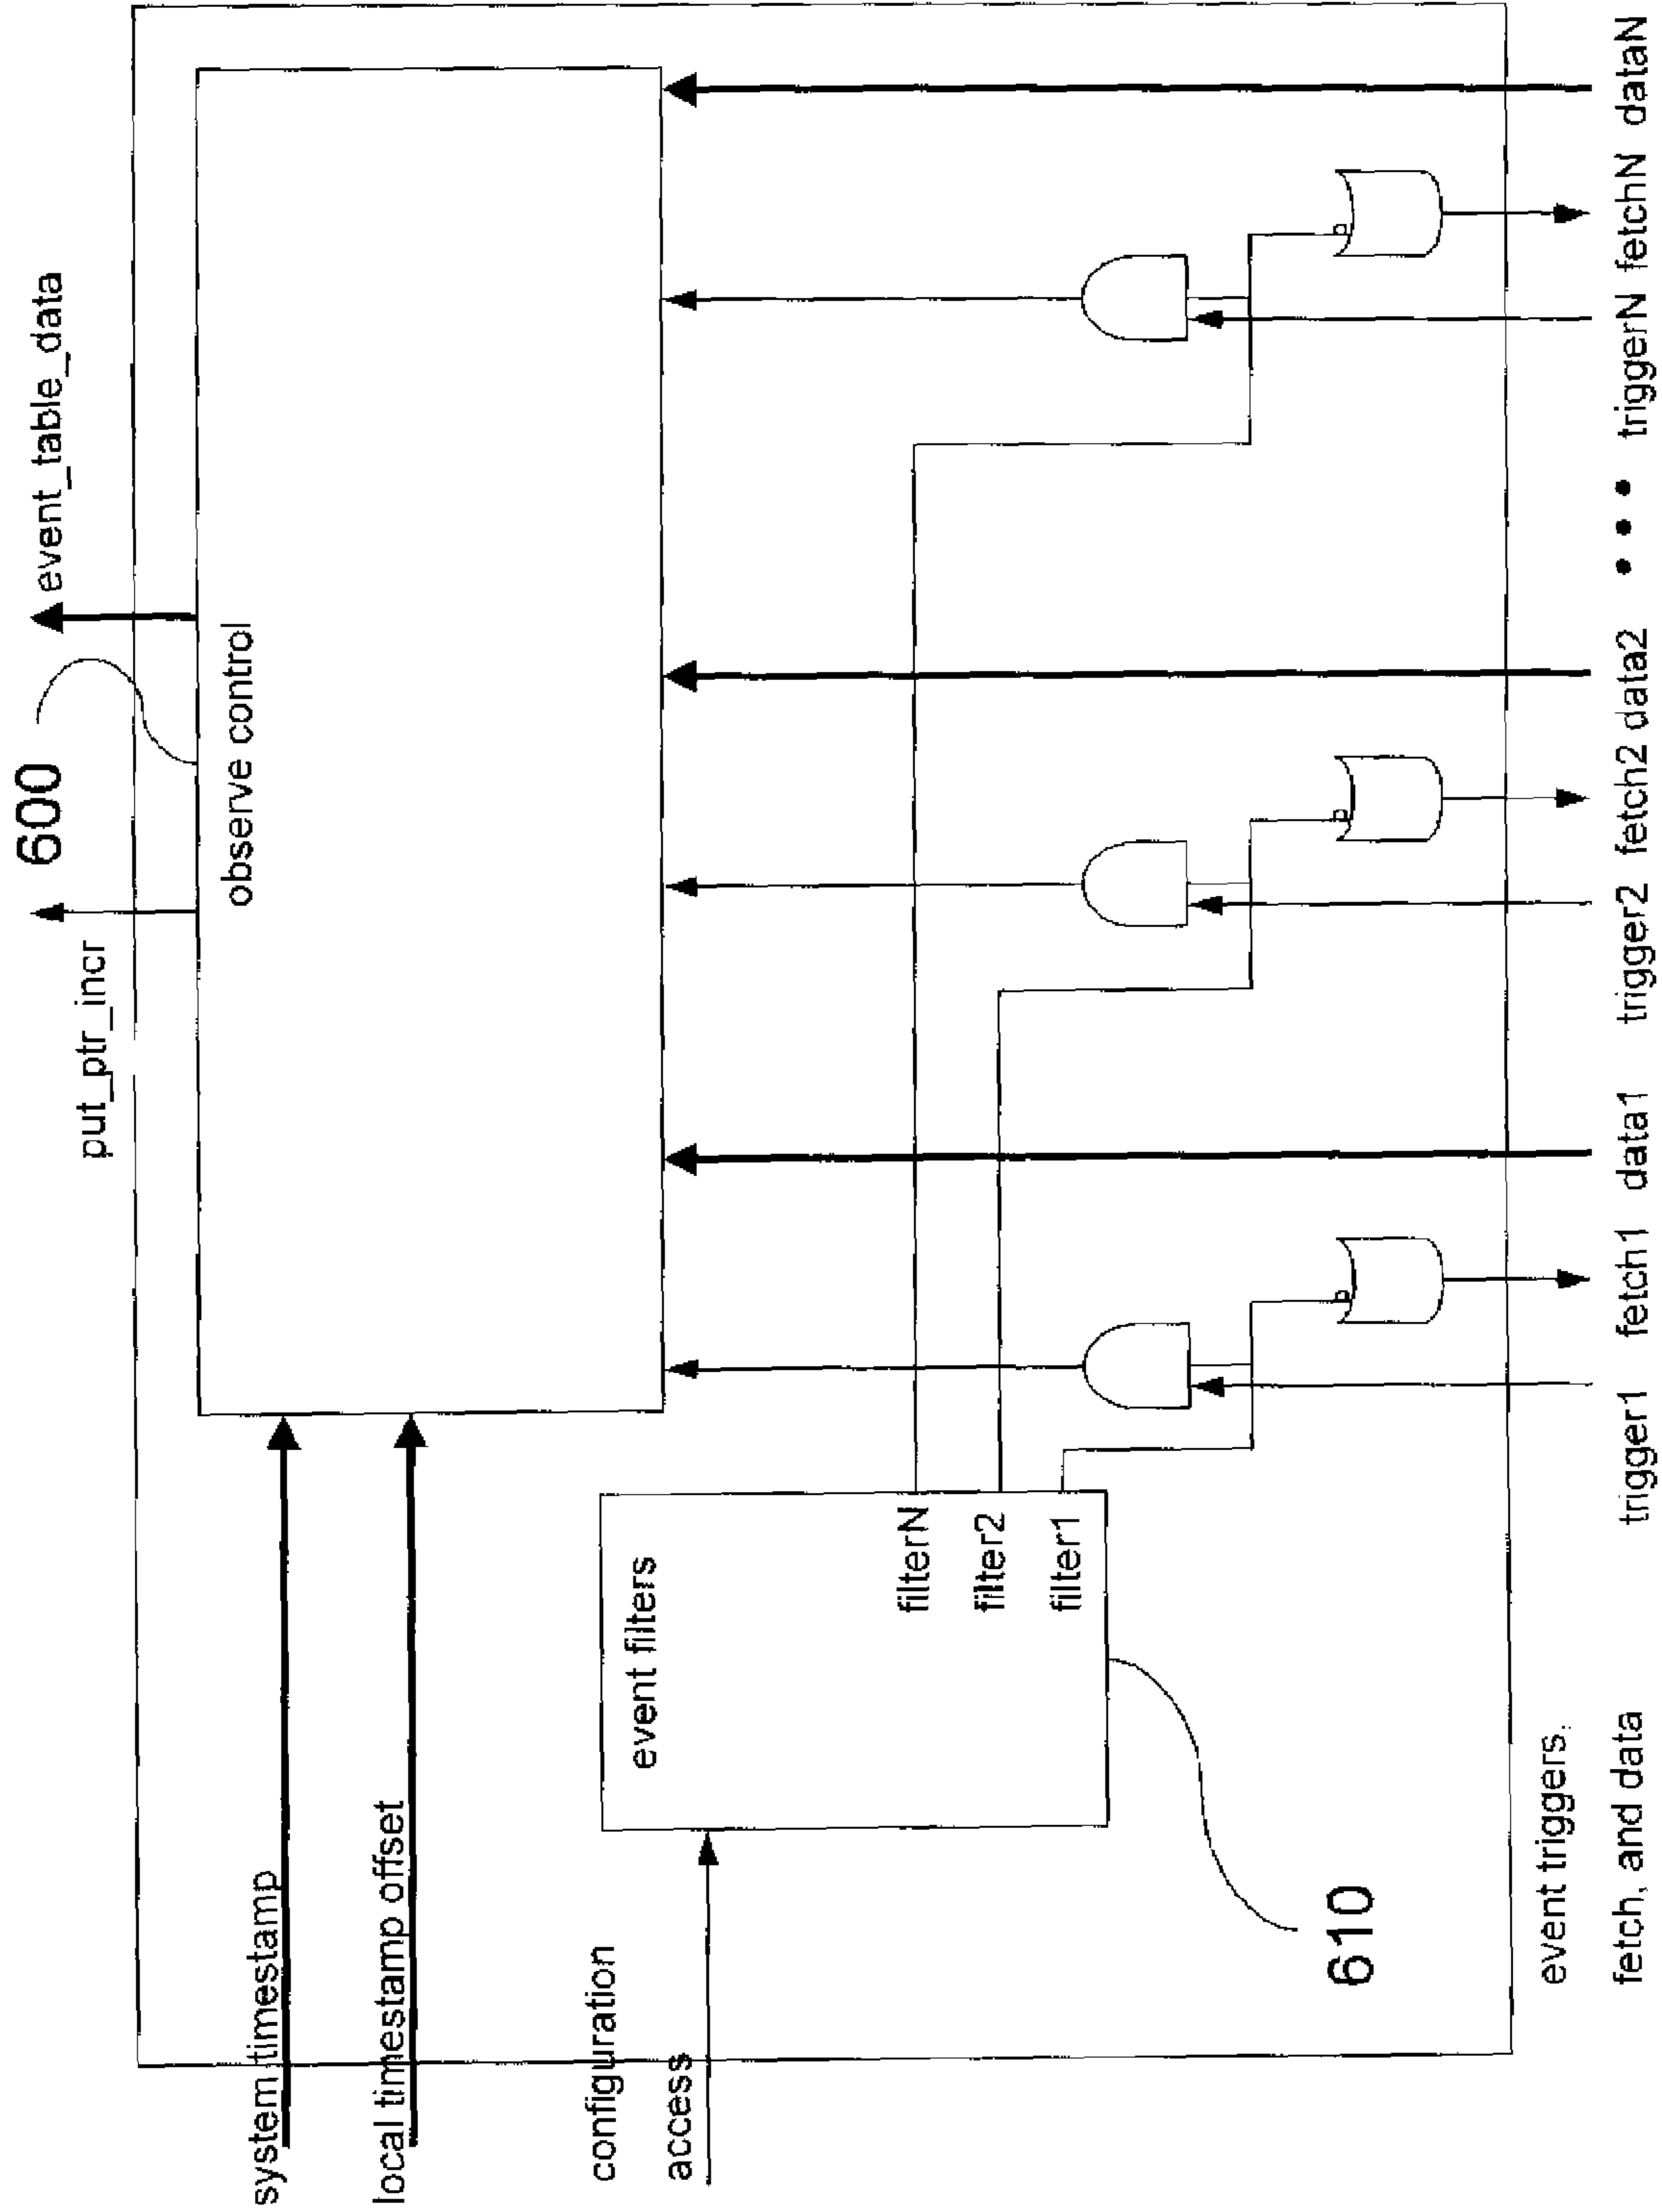 600
put_ptr_incr
event_table_data
system timestamp
observe control
local timestamp offset
configuration
access
event filters
filterN
filter2
filter1
610
event triggers,
fetch, and data
trigger1 fetch1 data1 trigger2 fetch2 data2 • • • triggerN fetchN dataN